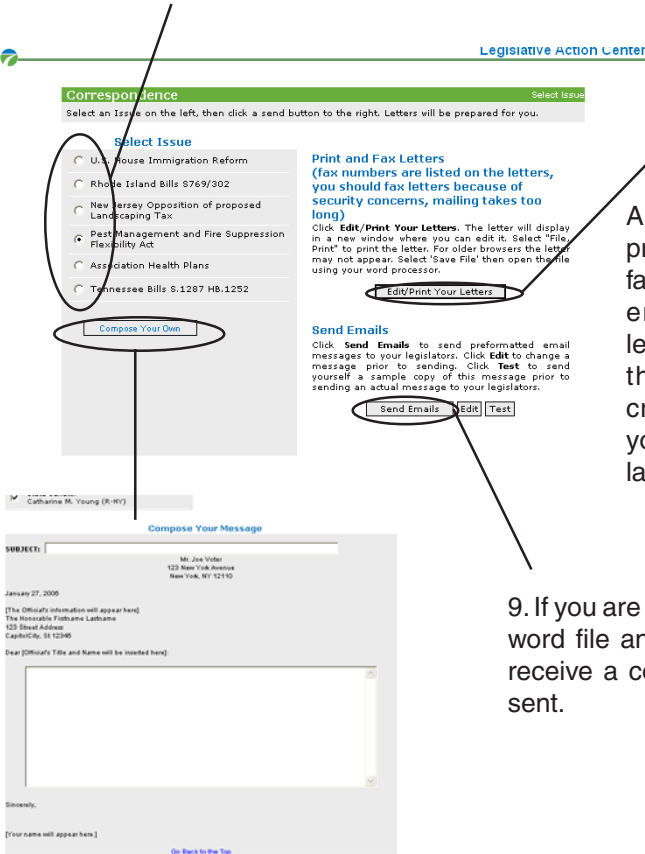 Legislative Action Center
Correspondence
Select Issue
Select an Issue on the left, then click a send button to the right. Letters will be prepared for you.
Select Issue
U.S. House Immigration Reform
Rhode Island Bills S769/302
New Jersey Opposition of proposed
Landscaping Tax
Pest Management and Fire Suppression
Flexibility Act
Association Health Plans
Tennessee Bills S.1287 HB.1252
Compose Your Own
Print and Fax Letters
(fax numbers are listed on the letters,
you should fax letters because of
security concerns, mailing takes too
long)
Click Edit/Print Your Letters. The letter will display
in a new window where you can edit it. Select "File,
Print" to print the letter. For older browsers the letter
may not appear. Select 'Save File' then open the file
using your word processor.
Edit/Print Your Letters
Send Emails
Click Send Emails to send preformatted email
messages to your legislators. Click Edit to change a
message prior to sending. Click Test to send
yourself a sample copy of this message prior to
sending an actual message to your legislator.
Send Emails Edit Test
A
pr
fa
en
le
th
cr
yo
la
Catharine M. Young (R-NY)
Compose Your Message
SUBJECT:
Mr. Joe Voter
123 New York Avenue
New York, NY 12110
January 27, 2006
[The Official's information will appear here]
The Honorable Firstname Lastname
123 Street Address
CapitolCity, St 12345
Dear [Official's Title and Name will be inserted here]:
Sincerely,
[Your name will appear here.]
Go Back to the Top
9. If you are
word file an
receive a co
sent.